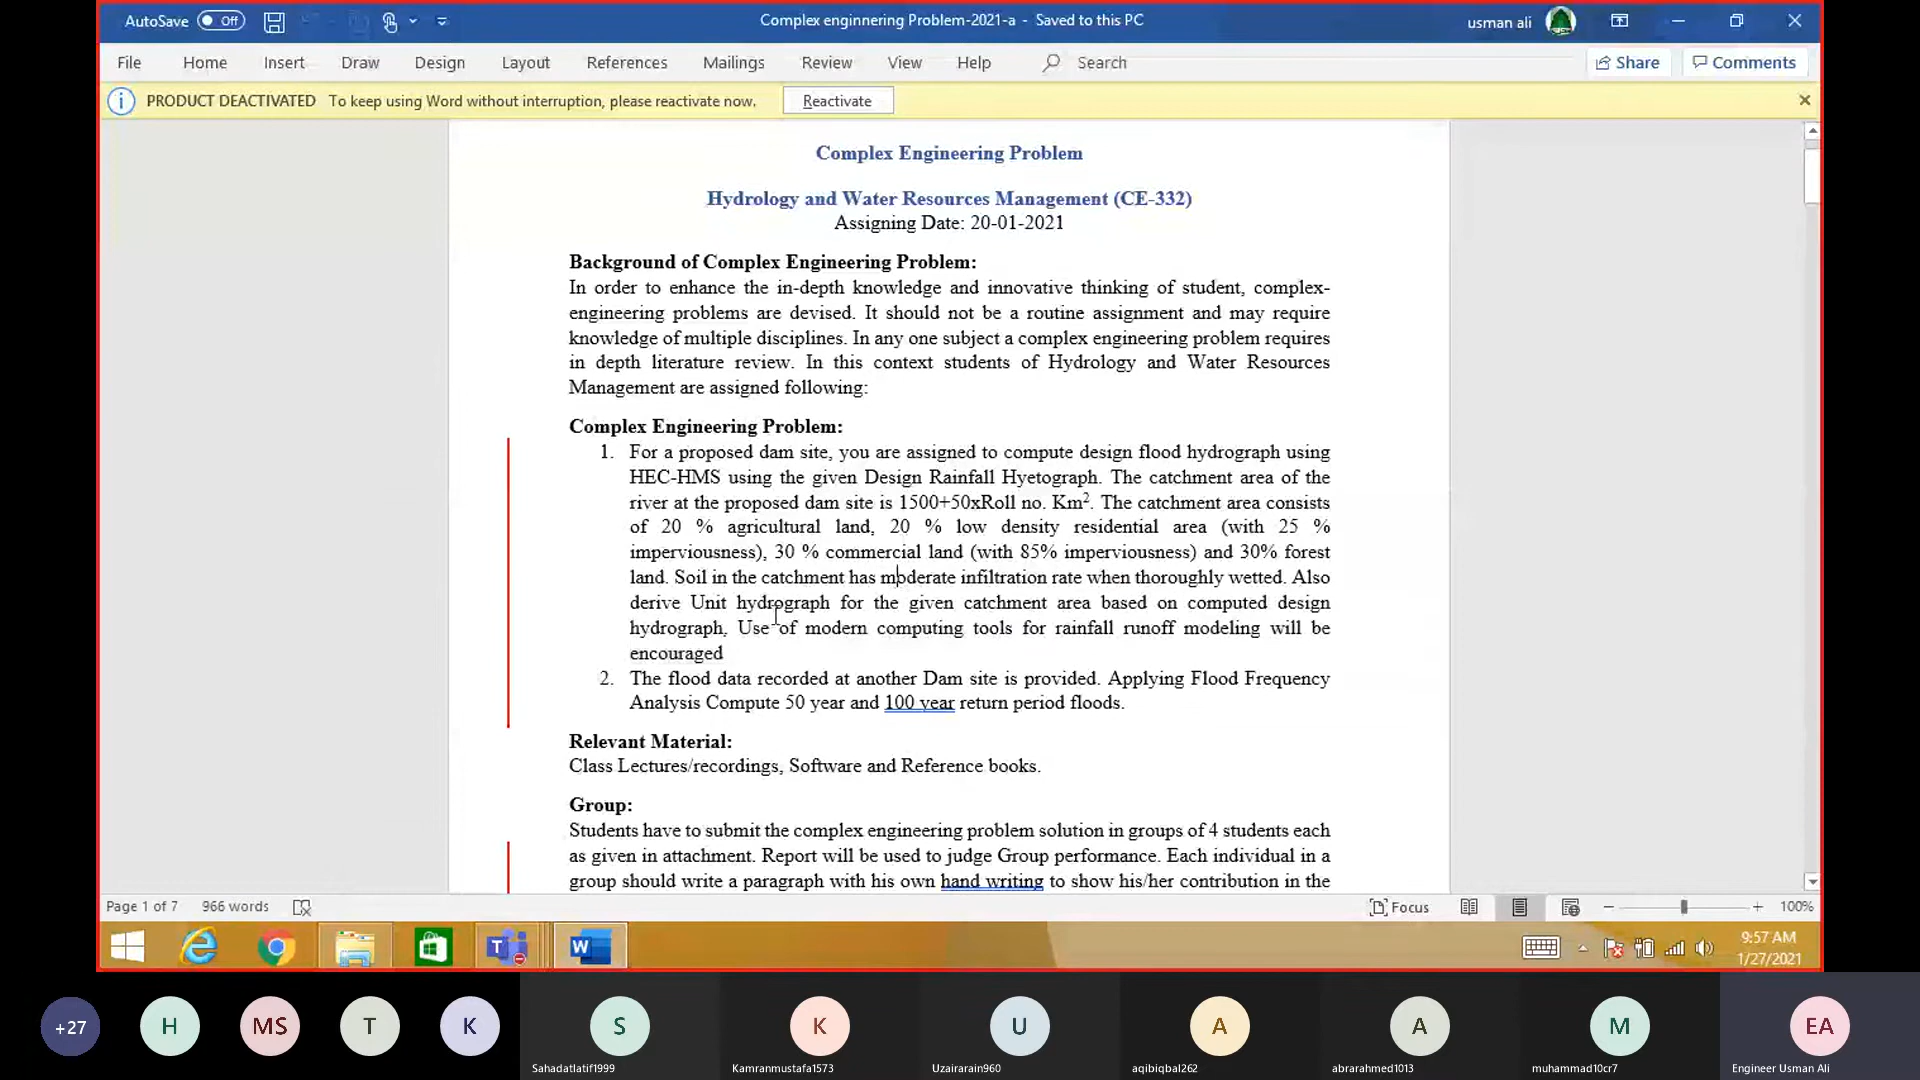 AutoSave Off Complex enginnering Problem-2021-a - Saved to this PC usman ali
File Home Insert Draw Design Layout References Mailings Review View Help Search Share Comments
PRODUCT DEACTIVATED To keep using Word without interruption, please reactivate now. Reactivate
Complex Engineering Problem
Hydrology and Water Resources Management (CE-332)
Assigning Date: 20-01-2021
Background of Complex Engineering Problem:
In order to enhance the in-depth knowledge and innovative thinking of student, complex-
engineering problems are devised. It should not be a routine assignment and may require
knowledge of multiple disciplines. In any one subject a complex engineering problem requires
in depth literature review. In this context students of Hydrology and Water Resources
Management are assigned following:
Complex Engineering Problem:
1. For a proposed dam site, you are assigned to compute design flood hydrograph using
HEC-HMS using the given Design Rainfall Hyetograph. The catchment area of the
river at the proposed dam site is 1500+50xRoll no. Km². The catchment area consists
of 20 % agricultural land, 20 % low density residential area (with 25 %
imperviousness), 30 % commercial land (with 85% imperviousness) and 30% forest
land. Soil in the catchment has moderate infiltration rate when thoroughly wetted. Also
derive Unit hydrograph for the given catchment area based on computed design
hydrograph, Use of modern computing tools for rainfall runoff modeling will be
encouraged
2. The flood data recorded at another Dam site is provided. Applying Flood Frequency
Analysis Compute 50 year and 100 year return period floods.
Relevant Material:
Class Lectures/recordings, Software and Reference books.
Group:
Students have to submit the complex engineering problem solution in groups of 4 students each
as given in attachment. Report will be used to judge Group performance. Each individual in a
group should write a paragraph with his own hand writing to show his/her contribution in the
Page 1 of 7 966 words Focus 100%
9:57 AM
1/27/2021
+27 H MS T K S K U A A M EA
Sahadatlatif1999 Kamranmustafa1573 Uzairarain960 aqibiqbal262 abrarahmed1013 muhammad10cr7 Engineer Usman Ali